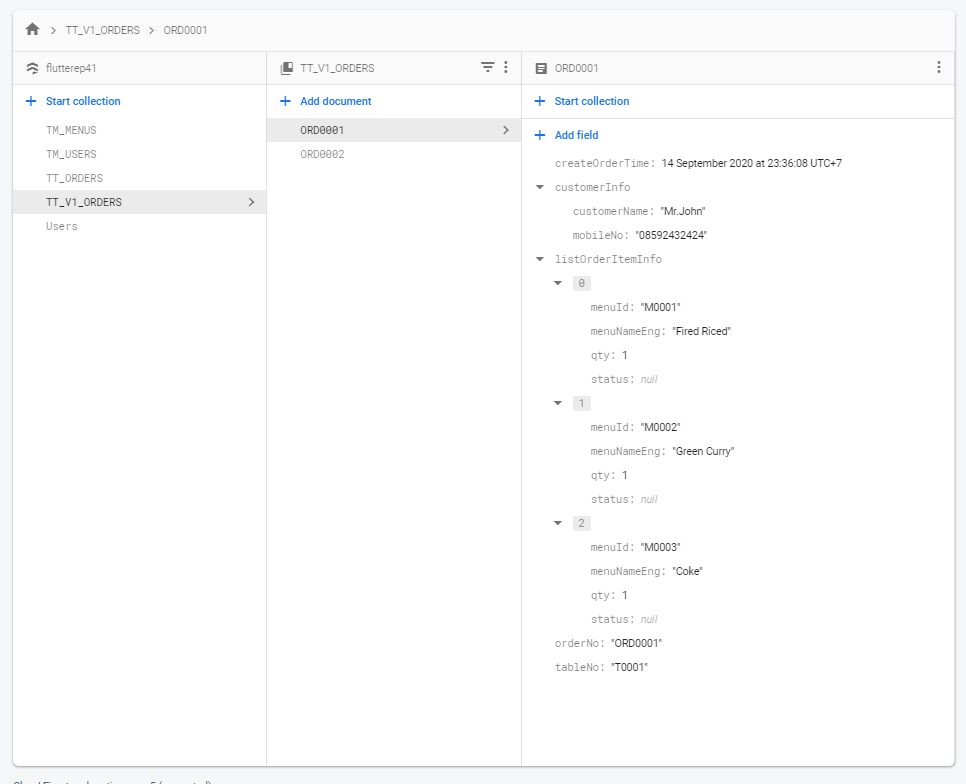 TT_V1_ORDERS > ORD0001
flutterep41
Start collection
TM_MENUS
TM_USERS
TT_ORDERS
TT_V1_ORDERS
Users
TT_V1_ORDERS
Add document
ORD0001
ORD0002
ORD0001
Start collection
Add field
createOrderTime: 14 September 2020 at 23:36:08 UTC+7
customerInfo
customerName: "Mr.John"
mobileNo: "08592432424"
listOrderItemInfo
0
menuId: "M0001"
menuNameEng: "Fired Riced"
qty: 1
status: null
1
menuId: "M0002"
menuNameEng: "Green Curry"
qty: 1
status: null
2
menuId: "M0003"
menuNameEng: "Coke"
qty: 1
status: null
orderNo: "ORD0001"
tableNo: "T0001"